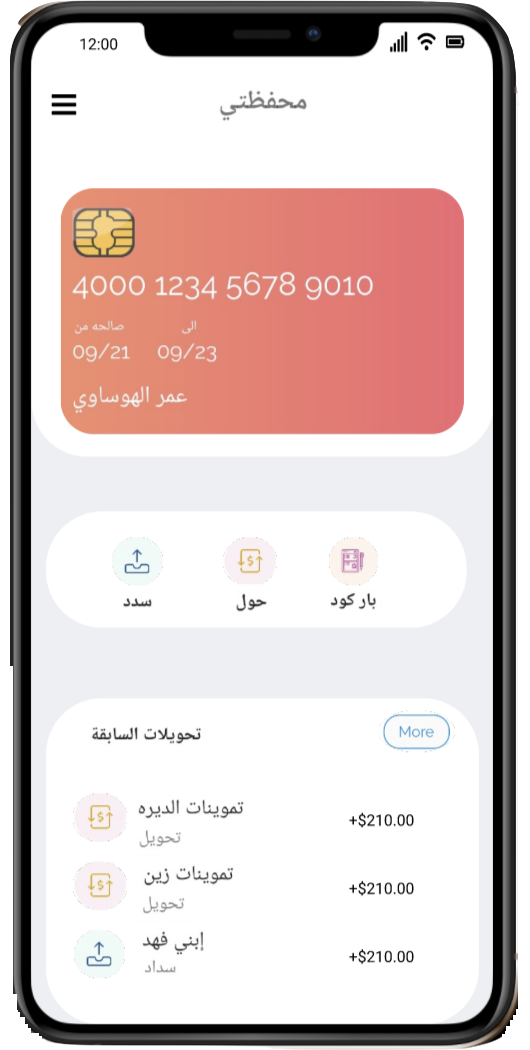 12:00
محفظتي
4000 1234 5678 9010
صالحه من
الى
09/21
09/23
عمر الهوساوي
سدد
حول
بار كود
تحويلات السابقة
More
تموينات الديره
تحويل
+$210.00
تموينات زين
تحويل
+$210.00
إبني فهد
سداد
+$210.00